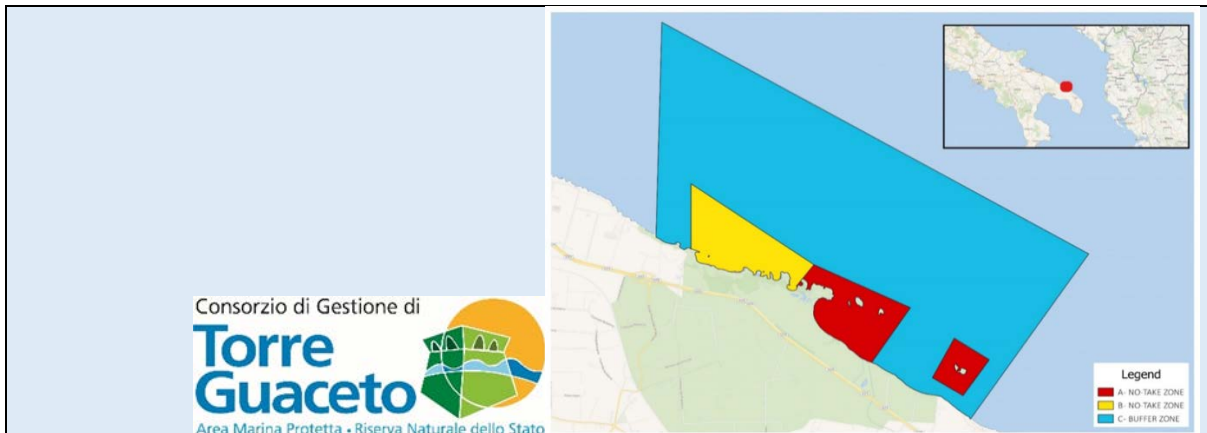 Consorzio di Gestione di
Torre
Guaceto
Area Marina Protetta • Riserva Naturale dello Stato
Legend
A- NO-TAKE ZONE
B- NO-TAKE ZONE
C- BUFFER ZONE